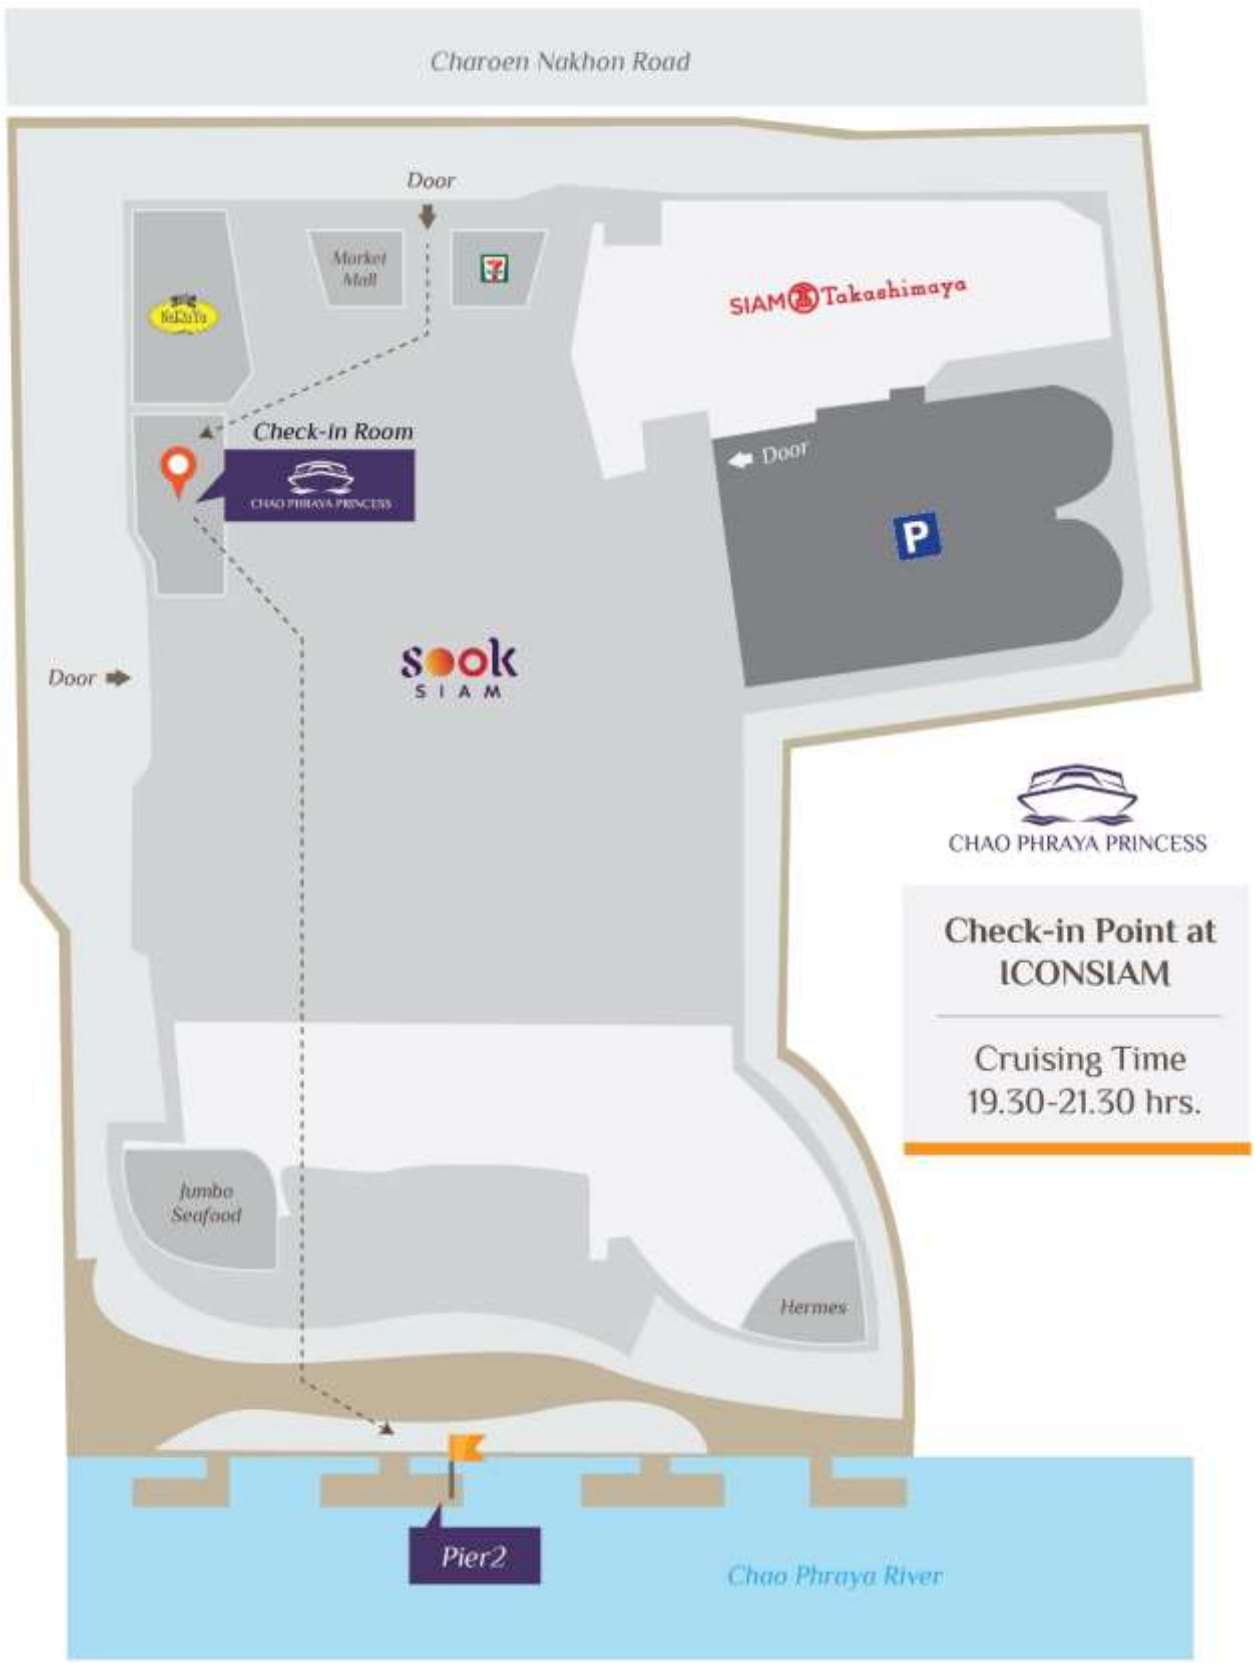 Charoen Nakhon Road
Door
Market
Mall
7
NaRaYa
SIAM Takashimaya
Check-in Room
CHAO PHRAYA PRINCESS
Door
P
sook
SIAM
Door
CHAO PHRAYA PRINCESS
Check-in Point at
ICONSIAM
Cruising Time
19.30-21.30 hrs.
Jumbo
Seafood
Hermes
Pier2
Chao Phraya River